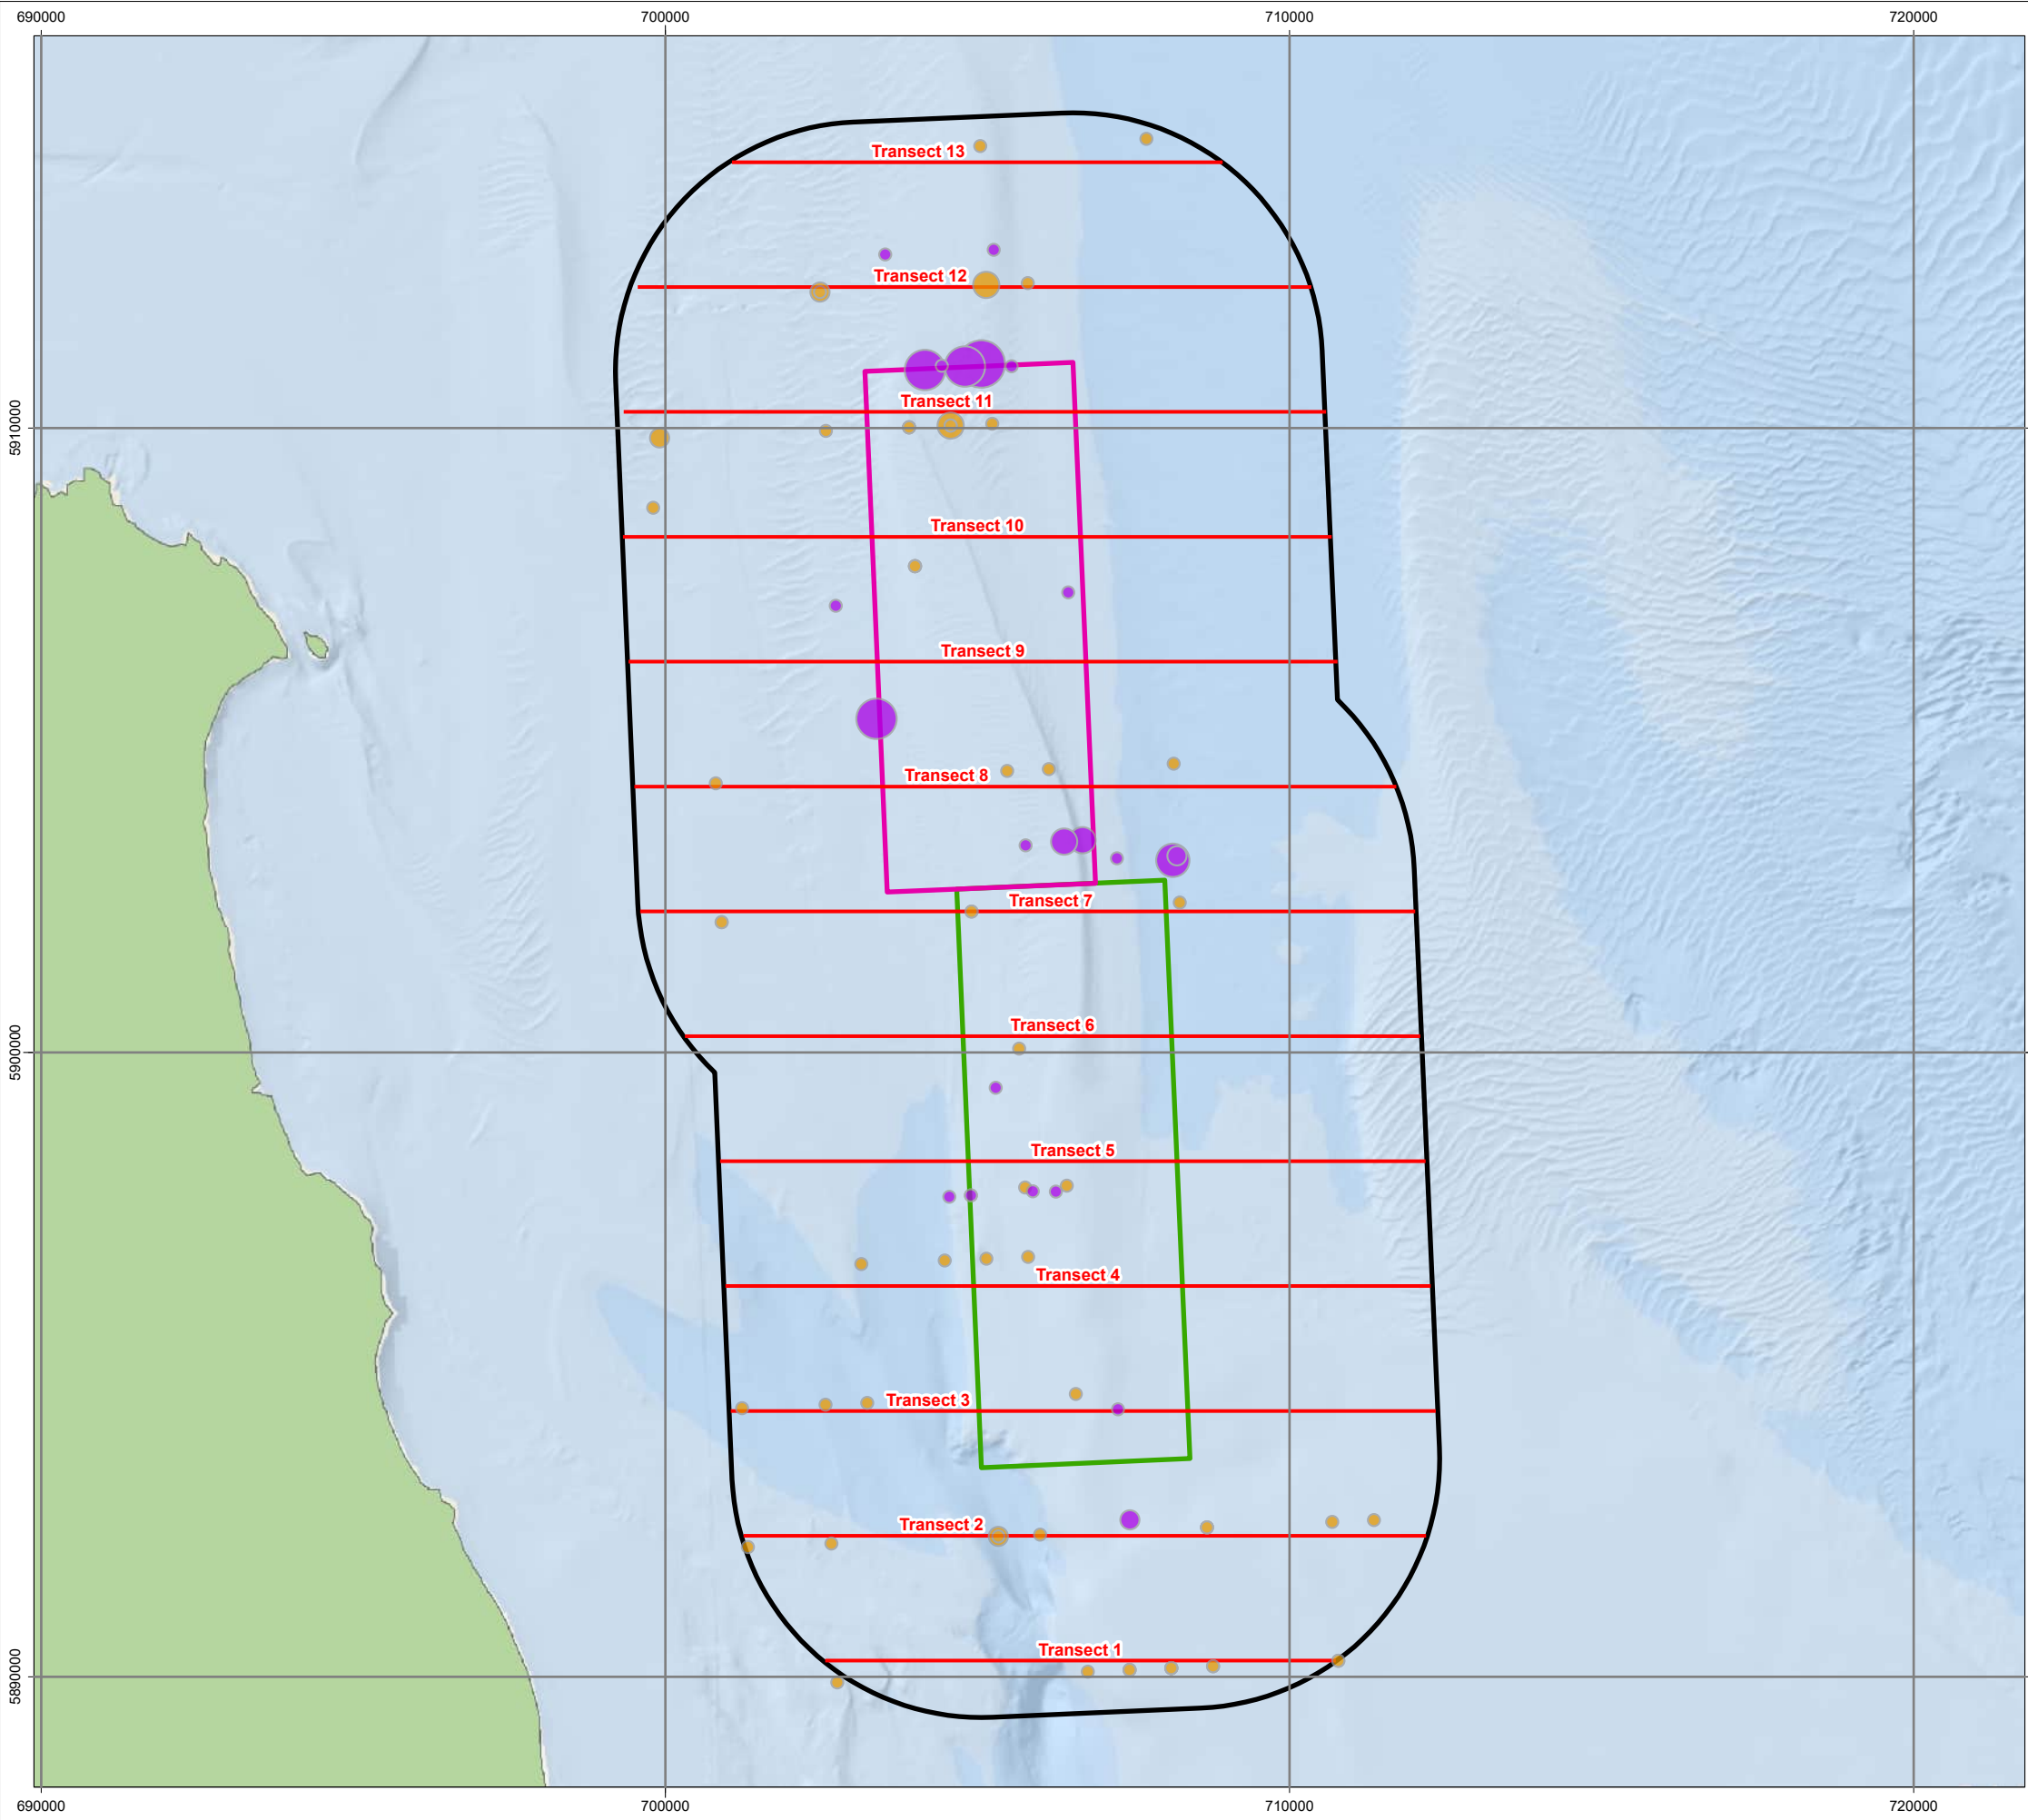 690000
700000
710000
720000
Transect 13
Transect 12
Transect 11
5910000
Transect 10
Transect 9
Transect 8
Transect 7
Transect 6
5900000
Transect 5
Transect 4
Transect 3
Transect 2
Transect 1
5890000
690000
700000
710000
720000